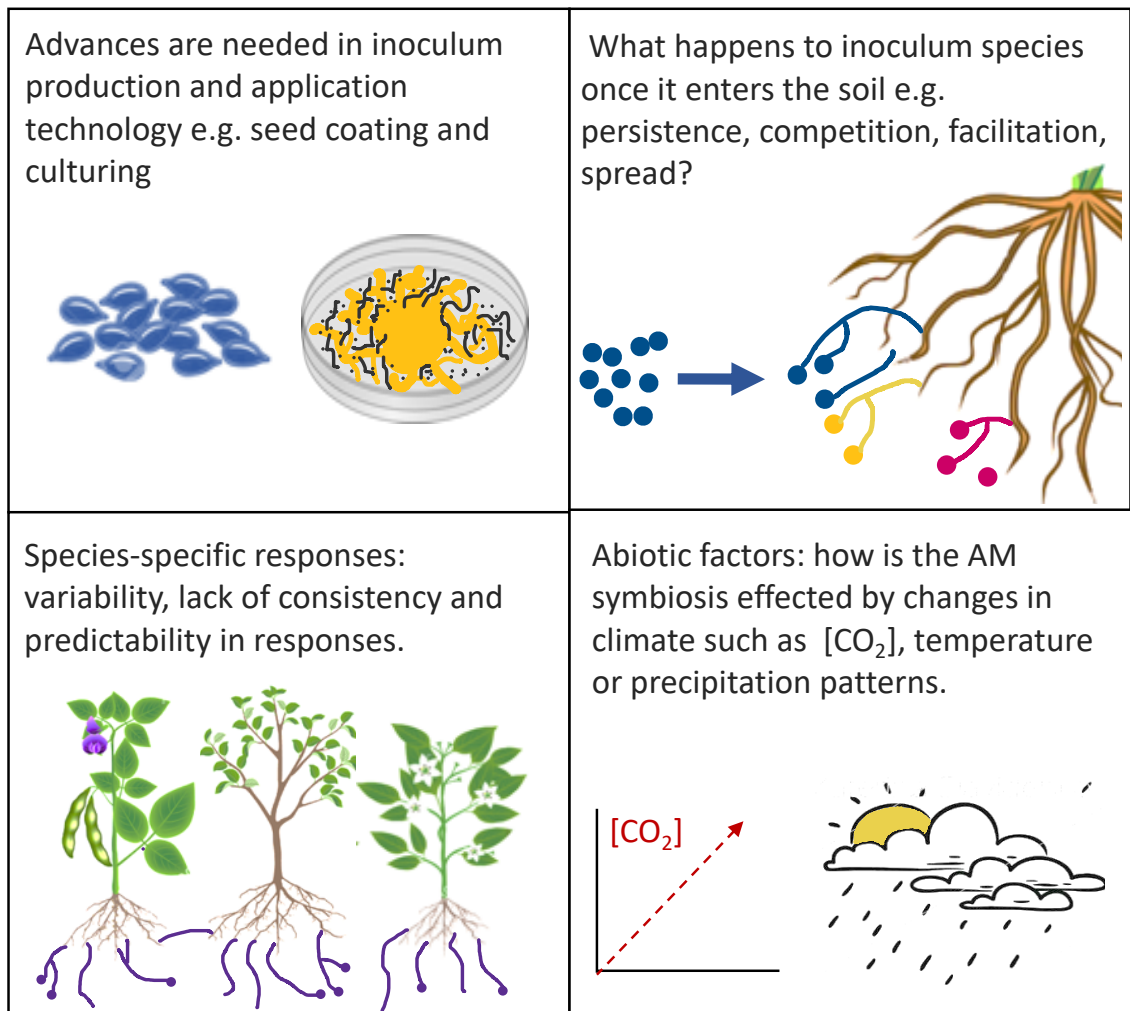 Advances are needed in inoculum
production and application
technology e.g. seed coating and
culturing
What happens to inoculum species
once it enters the soil e.g.
persistence, competition, facilitation,
spread?
Species-specific responses:
variability, lack of consistency and
predictability in responses.
Abiotic factors: how is the AM
symbiosis effected by changes in
climate such as [CO₂], temperature
or precipitation patterns.
[CO₂]